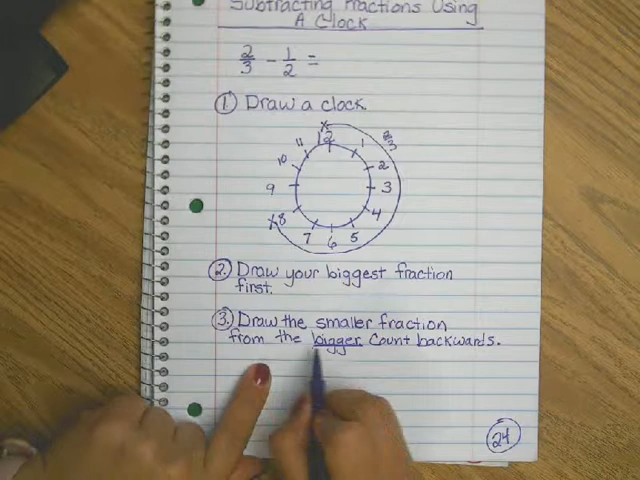 Subtracting Fractions Using
A Clock
2/3 - 1/2 =
① Draw a clock
x
12
1
2
3
4
5
6
7
x8
9
10
11
2/3
② Draw your biggest fraction
first.
③ Draw the smaller fraction
from the bigger Count backwards.
24